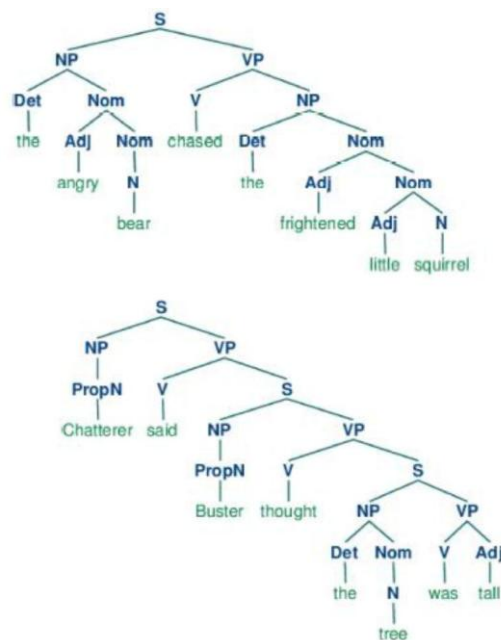 S
NP VP
Det Nom V NP
the Adj Nom chased Det Nom
angry N the Adj Nom
bear frightened Adj N
little squirrel
S
NP VP
PropN V S
Chatterer said NP VP
PropN V S
Buster thought NP VP
Det Nom V Adj
the N was tall
tree